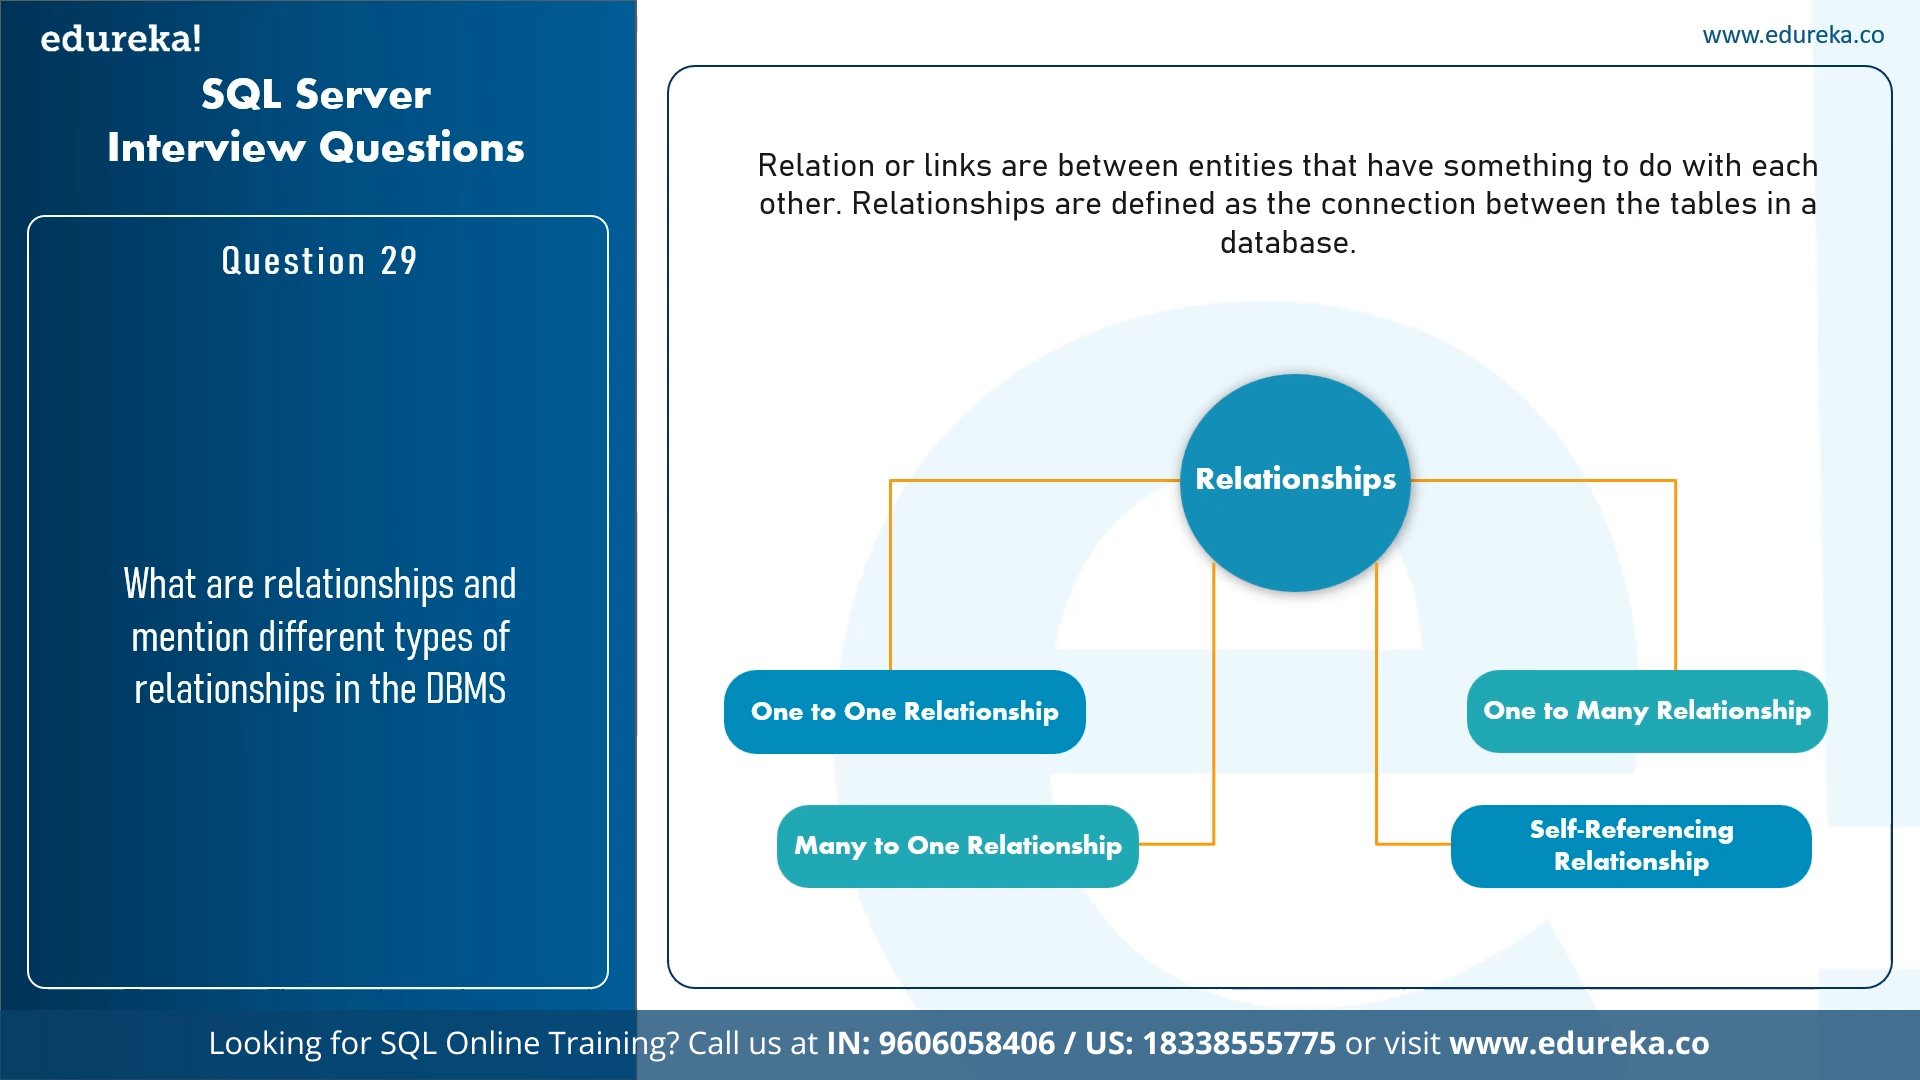 edureka!
SQL Server
Interview Questions
Question 29
What are relationships and
mention different types of
relationships in the DBMS
www.edureka.co
Relation or links are between entities that have something to do with each
other. Relationships are defined as the connection between the tables in a
database.
Relationships
One to One Relationship
One to Many Relationship
Many to One Relationship
Self-Referencing
Relationship
Looking for SQL Online Training? Call us at IN: 9606058406 / US: 18338555775 or visit www.edureka.co